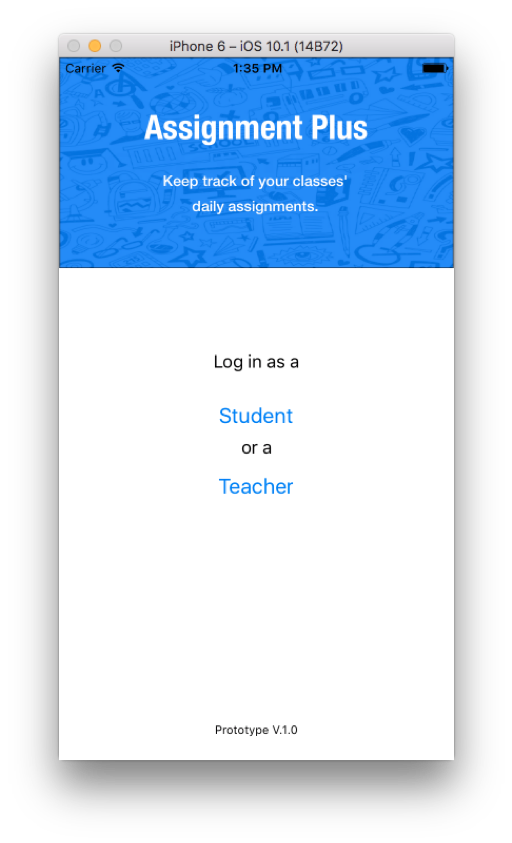 iPhone 6 – iOS 10.1 (14B72)
Carrier 1:35 PM
Assignment Plus
Keep track of your classes'
daily assignments.
Log in as a
Student
or a
Teacher
Prototype V.1.0